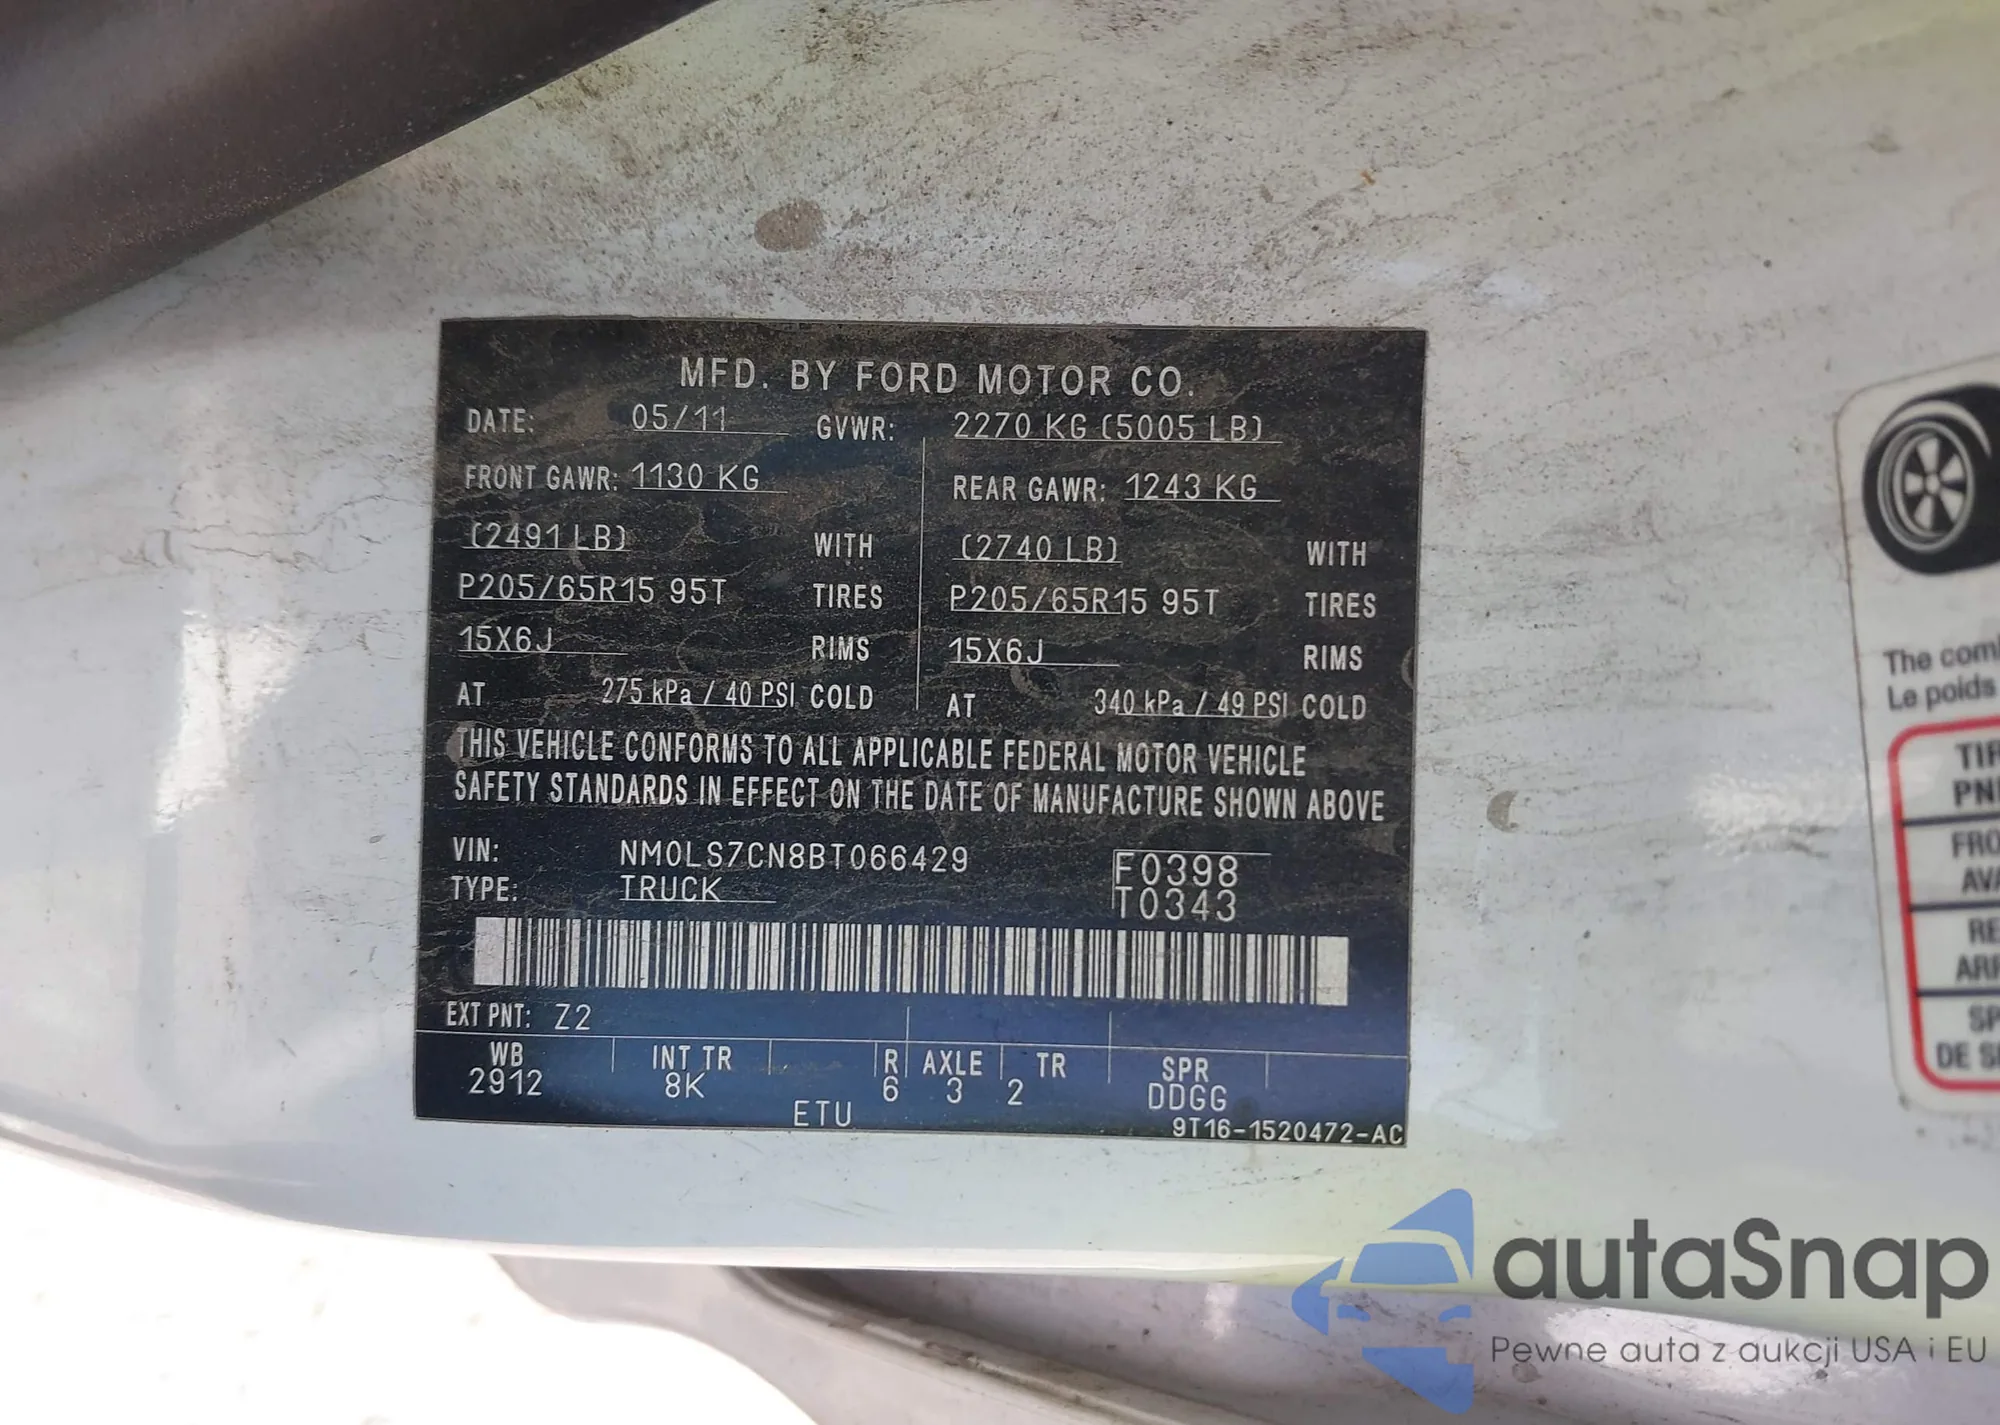 MFD. BY FORD MOTOR CO.
DATE: 05/11 GVWR: 2270 KG (5005 LB)
FRONT GAWR: 1130 KG REAR GAWR: 1243 KG
(2491 LB) WITH (2740 LB) WITH
P205/65R15 95T TIRES P205/65R15 95T TIRES
15X6J RIMS 15X6J RIMS
AT 275 kPa / 40 PSI COLD AT 340 kPa / 49 PSI COLD
THIS VEHICLE CONFORMS TO ALL APPLICABLE FEDERAL MOTOR VEHICLE
SAFETY STANDARDS IN EFFECT ON THE DATE OF MANUFACTURE SHOWN ABOVE
VIN: NM0LS7CN8BT066429 F0398
TYPE: TRUCK T0343
EXT PNT: Z2
WB INT TR R AXLE TR SPR
2912 8K 6 3 2 DDGG
ETU 9T16-1520472-AC
The
Le poids
autaSnap
Pewne auta z aukcji USA i EU